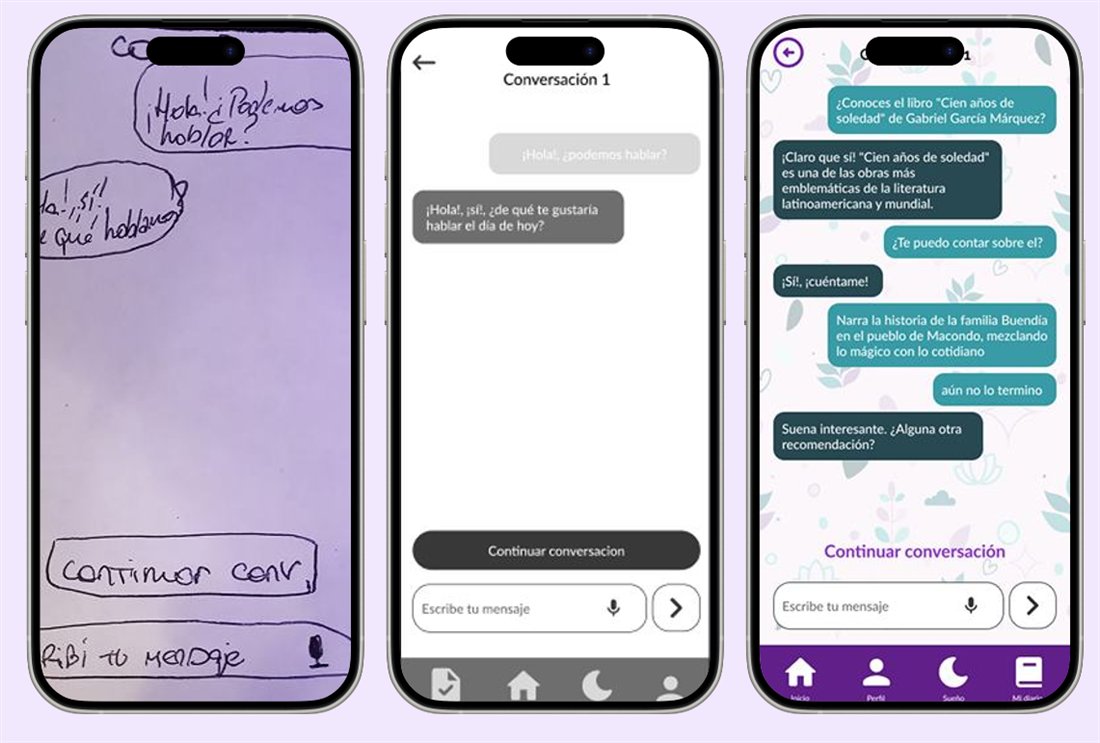 ¡Hola! ¿Podemos
hablar?
sí!
qué hablamos
continuar conv.
tu mensaje
Conversación 1
¡Hola!, ¿podemos hablar?
¡Hola!, ¡sí!, ¿de qué te gustaría
hablar el día de hoy?
Continuar conversacion
Escribe tu mensaje
1
¿Conoces el libro "Cien años de
soledad" de Gabriel García Márquez?
¡Claro que sí! "Cien años de soledad"
es una de las obras más
emblemáticas de la literatura
latinoamericana y mundial.
¿Te puedo contar sobre el?
¡Sí!, ¡cuéntame!
Narra la historia de la familia Buendía
en el pueblo de Macondo, mezclando
lo mágico con lo cotidiano
aún no lo termino
Suena interesante. ¿Alguna otra
recomendación?
Continuar conversación
Escribe tu mensaje
Inicio
Perfil
Sueño
Mi diario